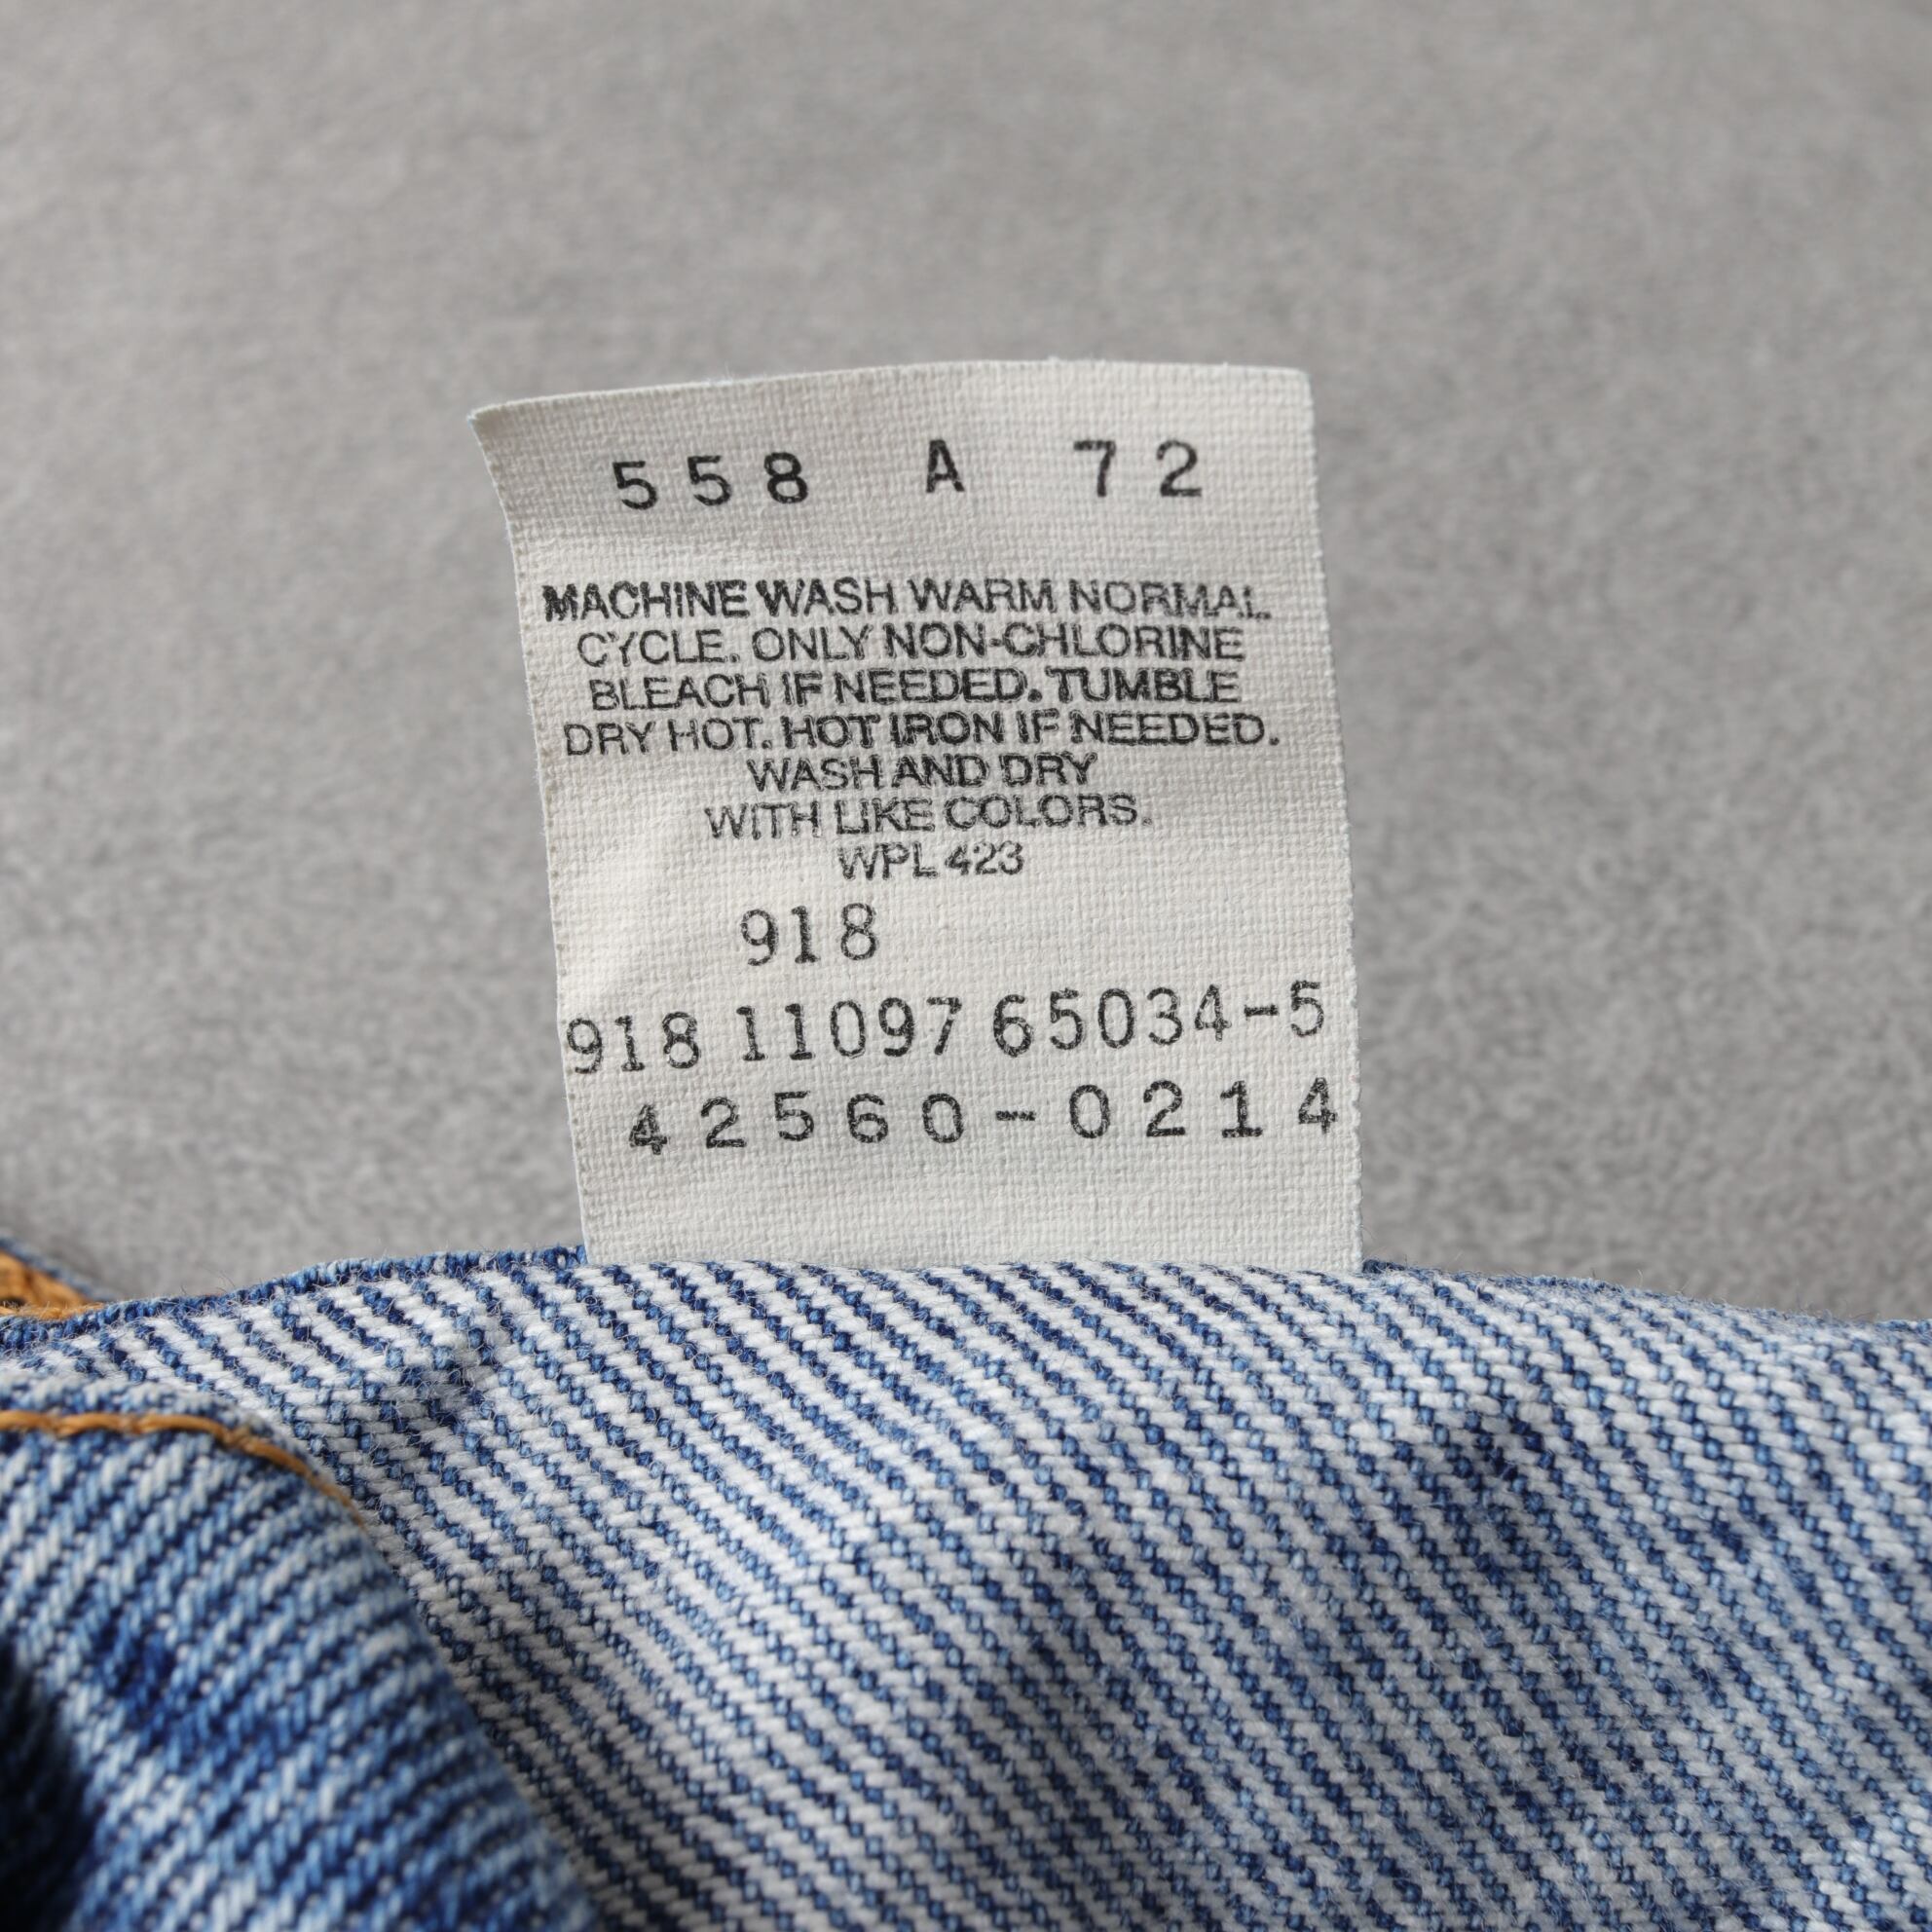 558 A 72
MACHINE WASH WARM NORMAL
CYCLE. ONLY NON-CHLORINE
BLEACH IF NEEDED. TUMBLE
DRY HOT. HOT IRON IF NEEDED.
WASH AND DRY
WITH LIKE COLORS.
WPL 423
918
918 11097 65034-5
42560-0214